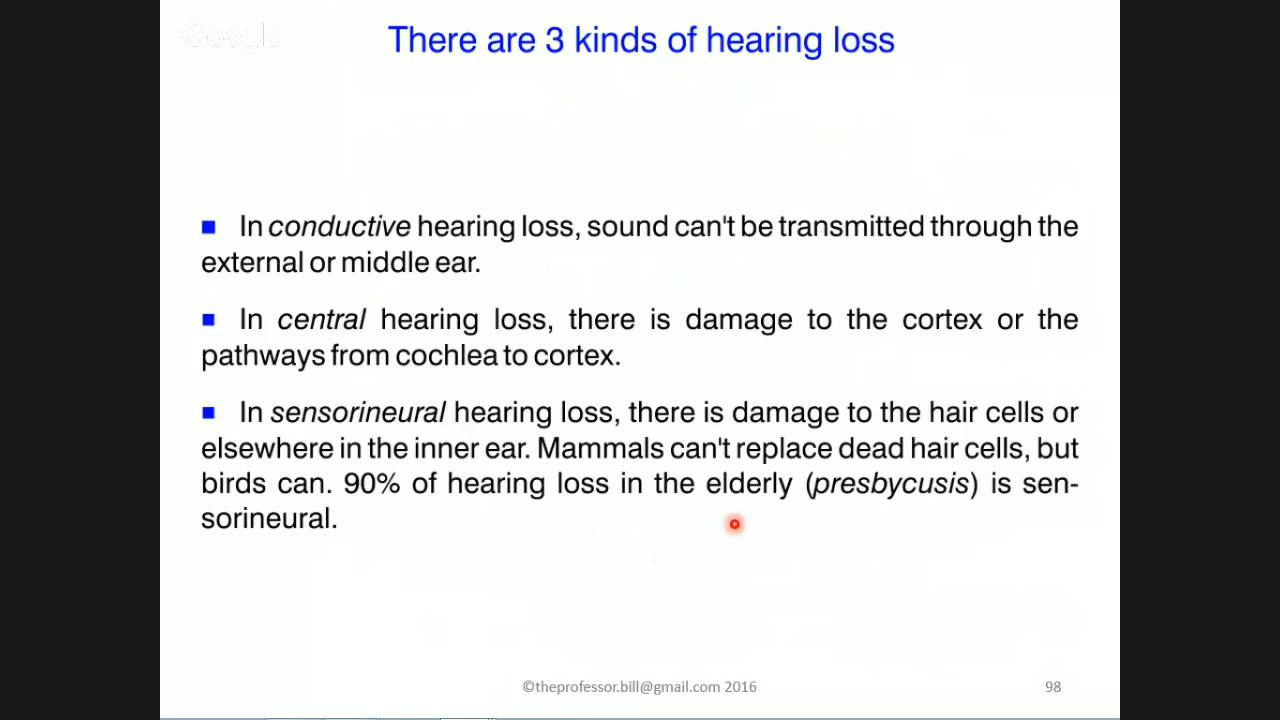 Google
There are 3 kinds of hearing loss
In conductive hearing loss, sound can't be transmitted through the
external or middle ear.
In central hearing loss, there is damage to the cortex or the
pathways from cochlea to cortex.
In sensorineural hearing loss, there is damage to the hair cells or
elsewhere in the inner ear. Mammals can't replace dead hair cells, but
birds can. 90% of hearing loss in the elderly (presbycusis) is sen-
sorineural.
©theprofessor.bill@gmail.com 2016
98